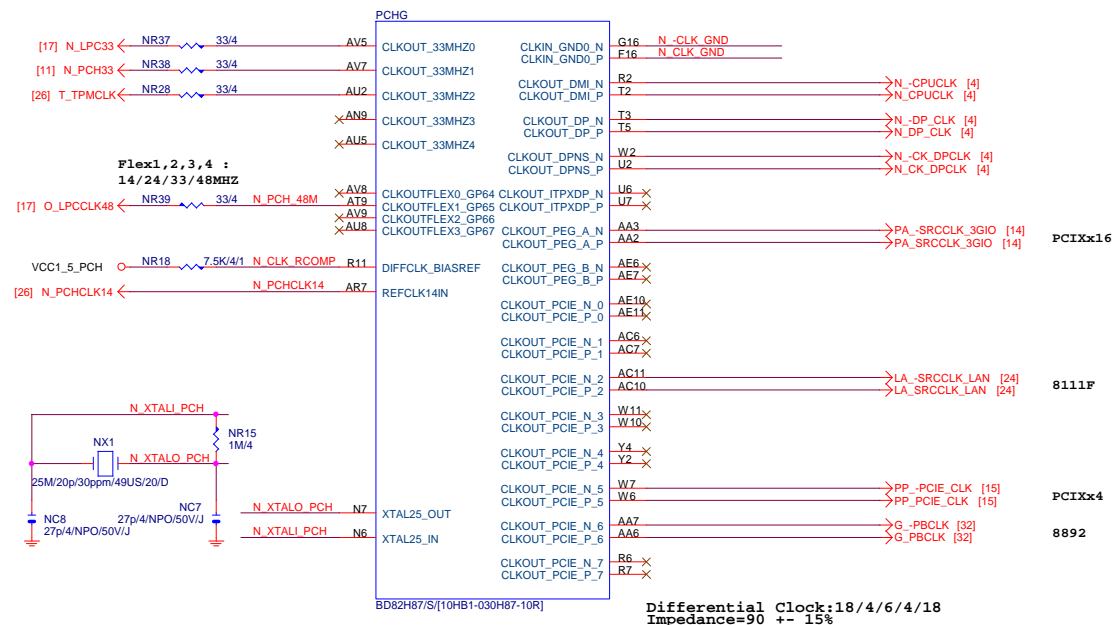 PCHG
[17] N_LPC33 NR37 33/4 AV5 CLKOUT_33MHZ0
[11] N_PCH33 NR38 33/4 AV7 CLKOUT_33MHZ1
[26] T_TPMCLK NR28 33/4 AU2 CLKOUT_33MHZ2
AN9 CLKOUT_33MHZ3
AU5 CLKOUT_33MHZ4
Flex1,2,3,4 :
14/24/33/48MHZ
AV8 CLKOUTFLEX0_GP64
[17] O_LPCCLK48 NR39 33/4 N_PCH_48M AT9 CLKOUTFLEX1_GP65
AV9 CLKOUTFLEX2_GP66
AU8 CLKOUTFLEX3_GP67
VCC1_5_PCH NR18 7.5K/4/1 N_CLK_RCOMP R11 DIFFCLK_BIASREF
[26] N_PCHCLK14 N_PCHCLK14 AR7 REFCLK14IN
N_XTALI_PCH
NR15
1M/4
NX1 N_XTALO_PCH
25M/20p/30ppm/49US/20/D
NC8
27p/4/NPO/50V/J
NC7
27p/4/NPO/50V/J
N_XTALO_PCH N7 XTAL25_OUT
N_XTALI_PCH N6 XTAL25_IN
CLKIN_GND0_N G16 N_-CLK_GND
CLKIN_GND0_P F16 N_CLK_GND
CLKOUT_DMI_N R2 N_-CPUCLK [4]
CLKOUT_DMI_P T2 N_CPUCLK [4]
CLKOUT_DP_N T3 N_-DP_CLK [4]
CLKOUT_DP_P T5 N_DP_CLK [4]
CLKOUT_DPNS_N W2 N_-CK_DPCLK [4]
CLKOUT_DPNS_P U2 N_CK_DPCLK [4]
CLKOUT_ITPXDP_N U6
CLKOUT_ITPXDP_P U7
CLKOUT_PEG_A_N AA3 PA_-SRCCLK_3GIO [14]
CLKOUT_PEG_A_P AA2 PA_SRCCLK_3GIO [14]
PCIXx16
CLKOUT_PEG_B_N AE6
CLKOUT_PEG_B_P AE7
CLKOUT_PCIE_N_0 AE10
CLKOUT_PCIE_P_0 AE11
CLKOUT_PCIE_N_1 AC6
CLKOUT_PCIE_P_1 AC7
CLKOUT_PCIE_N_2 AC11 LA_-SRCCLK_LAN [24]
CLKOUT_PCIE_P_2 AC10 LA_SRCCLK_LAN [24]
8111F
CLKOUT_PCIE_N_3 W11
CLKOUT_PCIE_P_3 W10
CLKOUT_PCIE_N_4 Y4
CLKOUT_PCIE_P_4 Y2
CLKOUT_PCIE_N_5 W7 PP_-PCIE_CLK [15]
CLKOUT_PCIE_P_5 W6 PP_PCIE_CLK [15]
PCIXx4
CLKOUT_PCIE_N_6 AA7 G_-PBCLK [32]
CLKOUT_PCIE_P_6 AA6 G_PBCLK [32]
8892
CLKOUT_PCIE_N_7 R6
CLKOUT_PCIE_P_7 R7
BD82H87/S/[10HB1-030H87-10R]
Differential Clock:18/4/6/4/18
Impedance=90 +- 15%